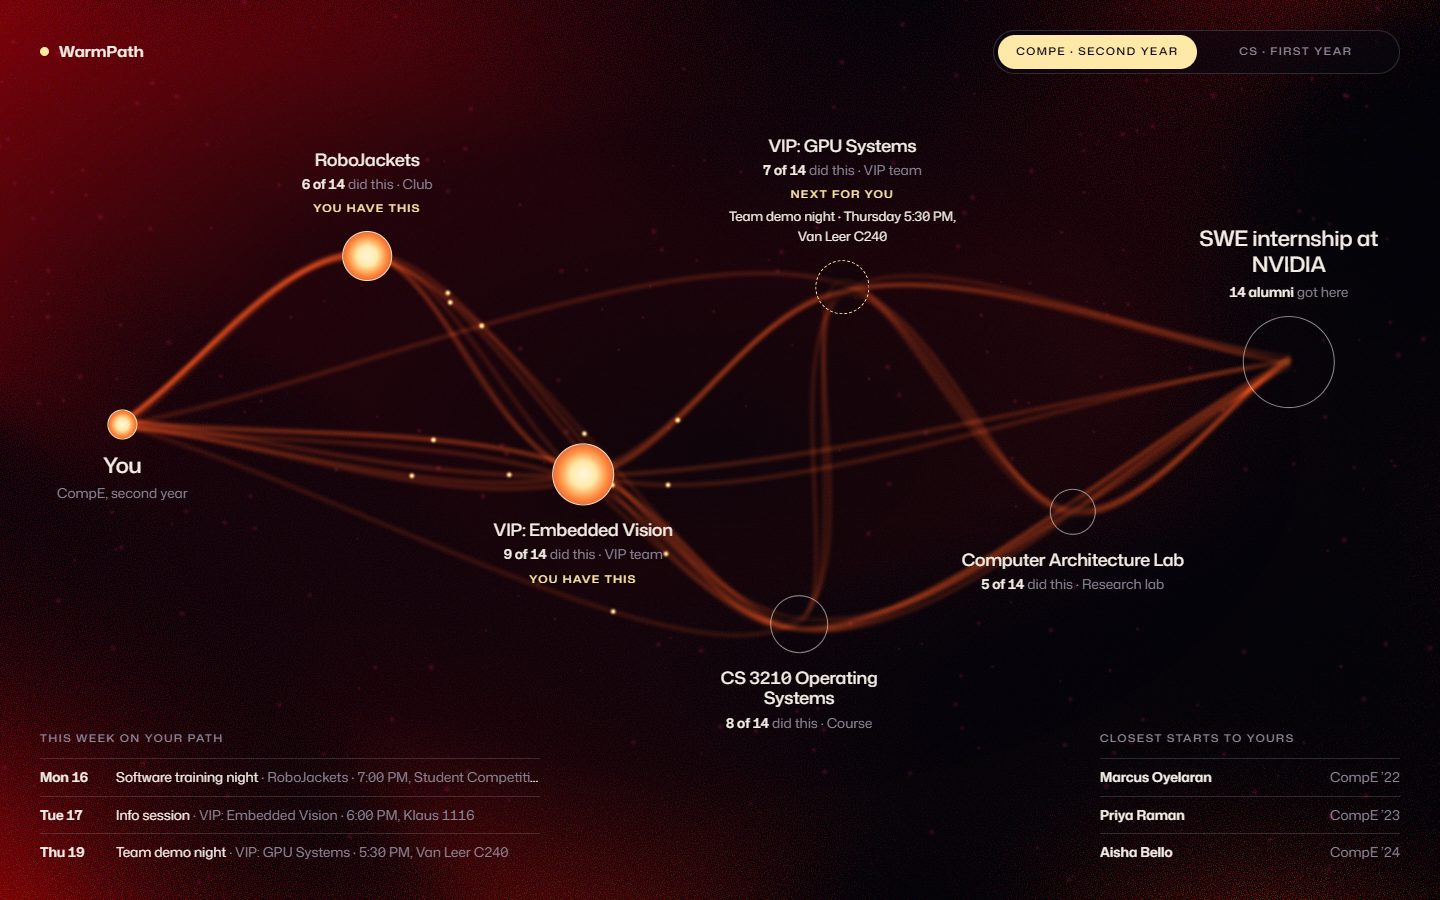 WarmPath
COMPE · SECOND YEAR
CS · FIRST YEAR
RoboJackets
6 of 14 did this · Club
YOU HAVE THIS
VIP: GPU Systems
7 of 14 did this · VIP team
NEXT FOR YOU
Team demo night · Thursday 5:30 PM,
Van Leer C240
SWE internship at
NVIDIA
14 alumni got here
You
CompE, second year
VIP: Embedded Vision
9 of 14 did this · VIP team
YOU HAVE THIS
Computer Architecture Lab
5 of 14 did this · Research lab
CS 3210 Operating
Systems
8 of 14 did this · Course
THIS WEEK ON YOUR PATH
Mon 16 Software training night · RoboJackets · 7:00 PM, Student Competiti...
Tue 17 Info session · VIP: Embedded Vision · 6:00 PM, Klaus 1116
Thu 19 Team demo night · VIP: GPU Systems · 5:30 PM, Van Leer C240
CLOSEST STARTS TO YOURS
Marcus Oyelaran CompE ’22
Priya Raman CompE ’23
Aisha Bello CompE ’24